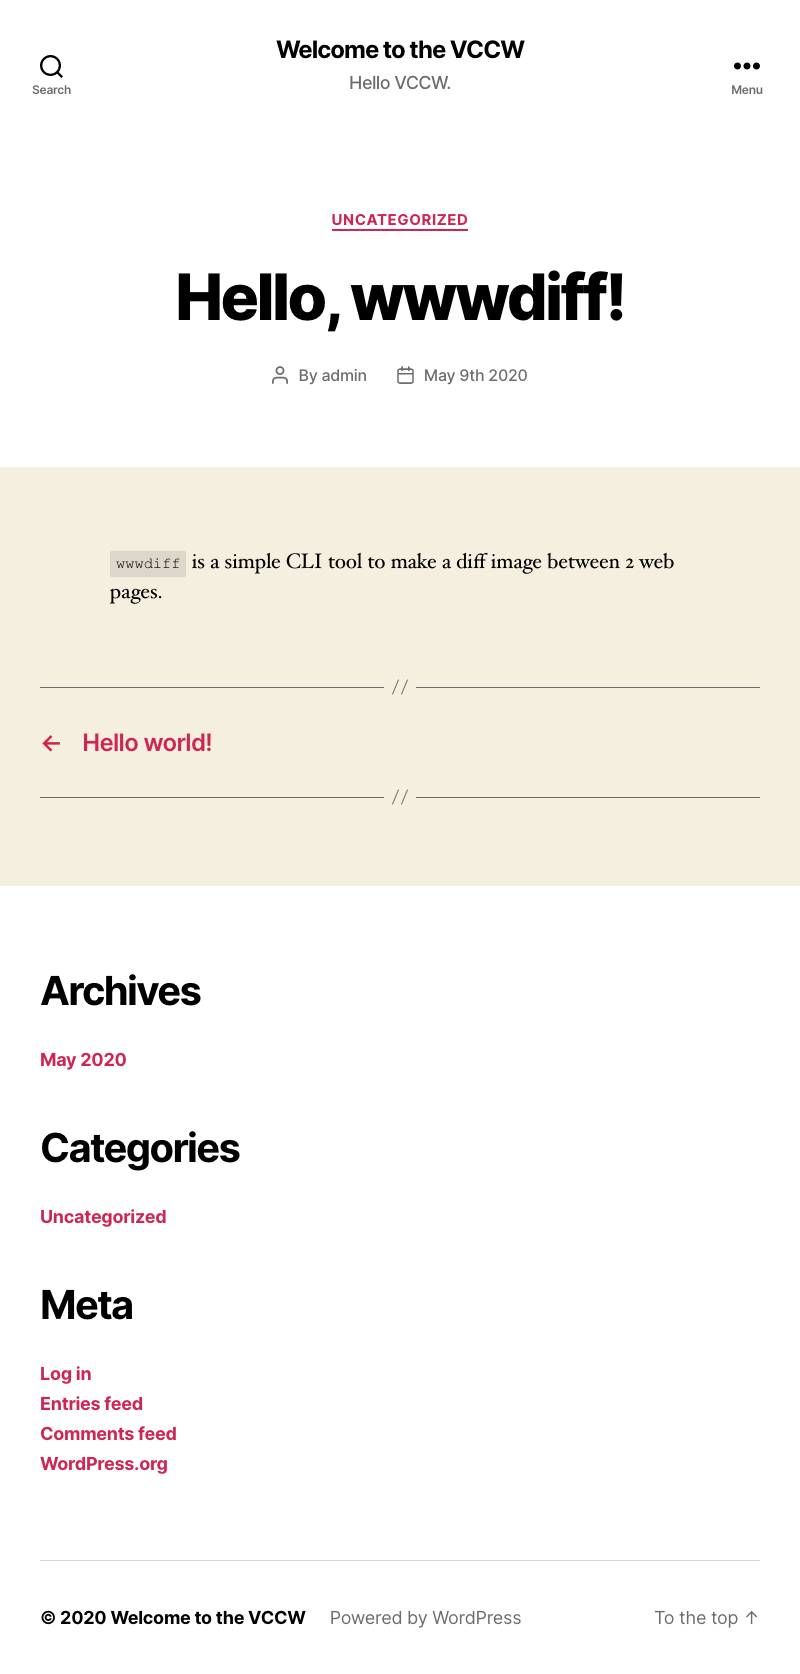 Welcome to the VCCW
Hello VCCW.
Search
Menu
UNCATEGORIZED
Hello, wwwdiff!
By admin
May 9th 2020
wwwdiff is a simple CLI tool to make a diff image between 2 web
pages.
//
← Hello world!
//
Archives
May 2020
Categories
Uncategorized
Meta
Log in
Entries feed
Comments feed
WordPress.org
© 2020 Welcome to the VCCW
Powered by WordPress
To the top ↑